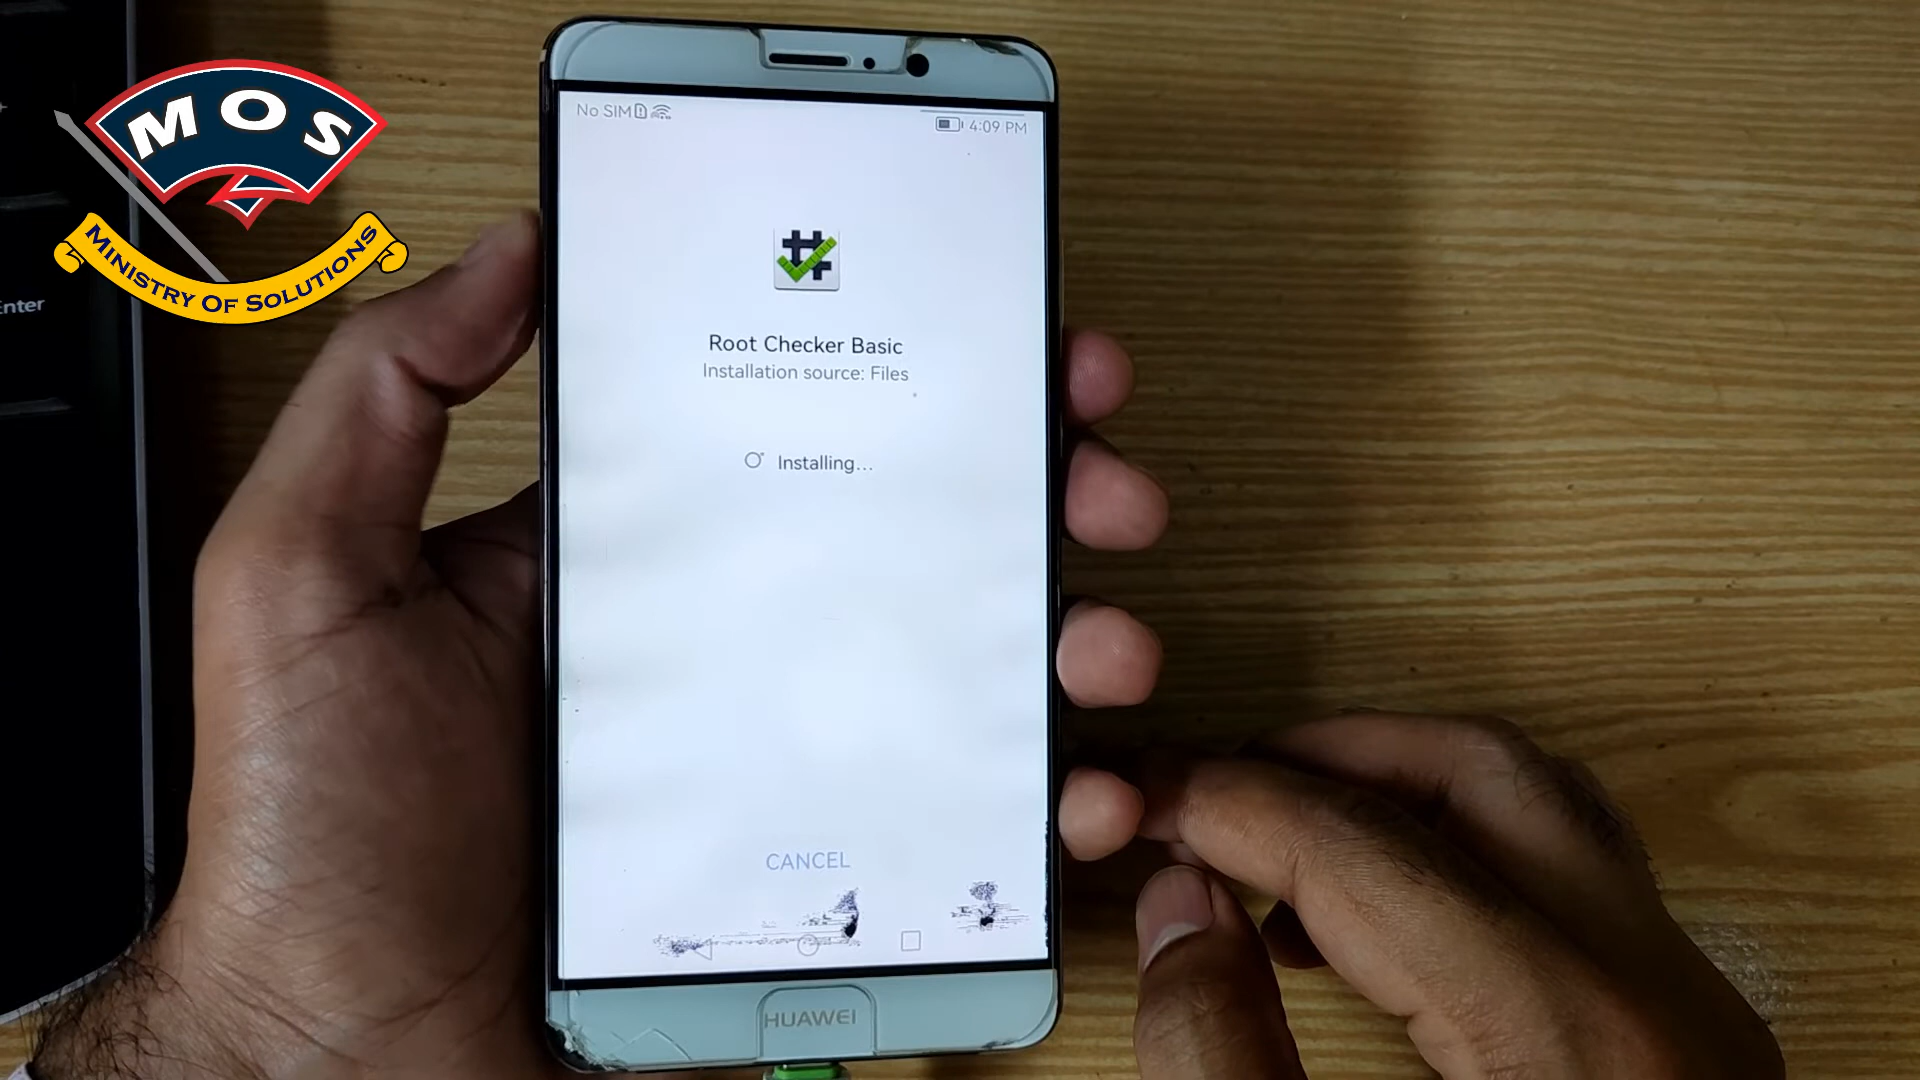 MOS
MINISTRY OF SOLUTIONS
Enter
No SIM
4:09 PM
Root Checker Basic
Installation source: Files
Installing...
CANCEL
HUAWEI